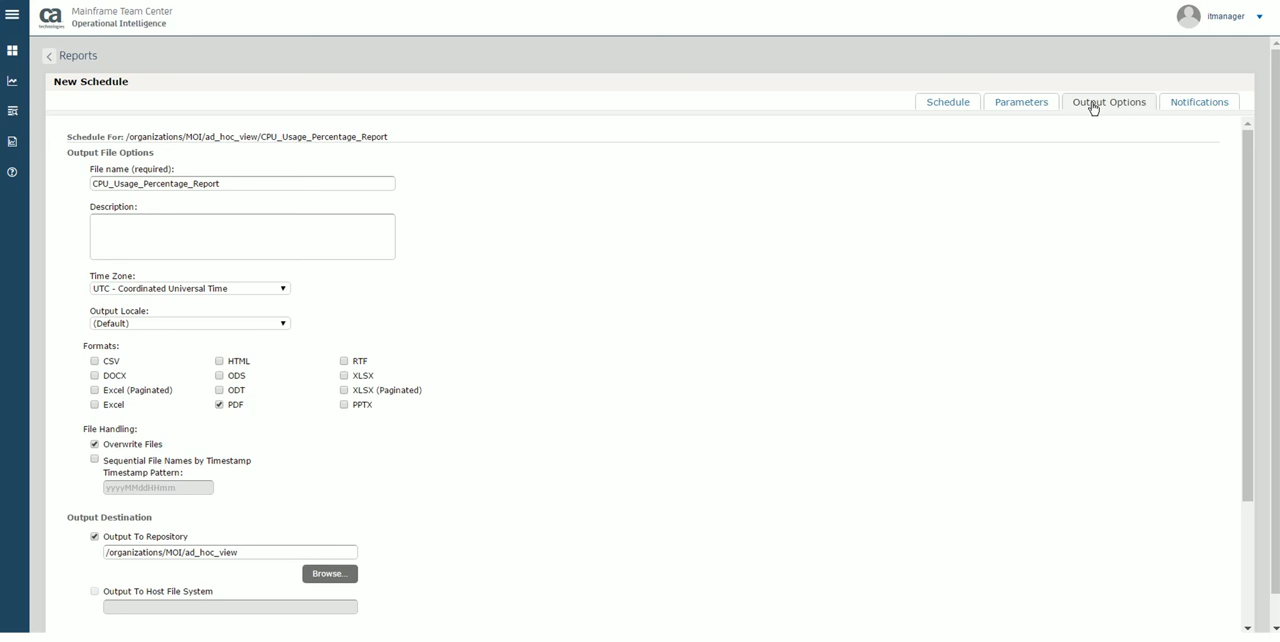 ca
technologies
Mainframe Team Center
Operational Intelligence
itmanager
Reports
New Schedule
Schedule
Parameters
Output Options
Notifications
Schedule For: /organizations/MOI/ad_hoc_view/CPU_Usage_Percentage_Report
Output File Options
File name (required):
CPU_Usage_Percentage_Report
Description:
Time Zone:
UTC - Coordinated Universal Time
Output Locale:
(Default)
Formats:
CSV HTML RTF
DOCX ODS XLSX
Excel (Paginated) ODT XLSX (Paginated)
Excel PDF PPTX
File Handling:
Overwrite Files
Sequential File Names by Timestamp
Timestamp Pattern:
yyyyMMddHHmm
Output Destination
Output To Repository
/organizations/MOI/ad_hoc_view
Browse...
Output To Host File System